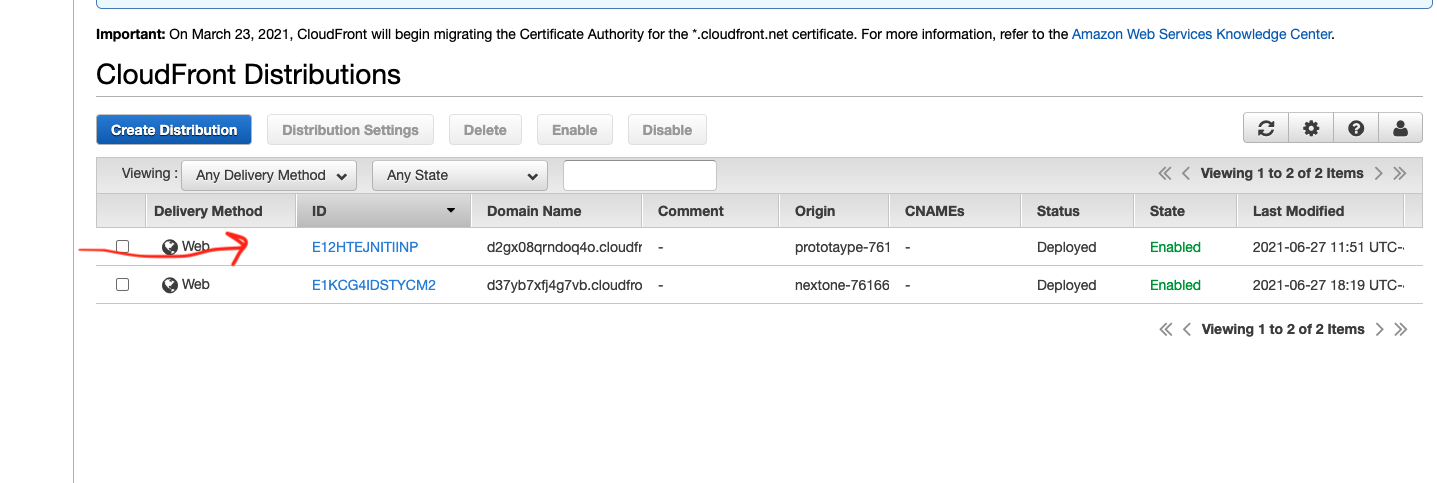 Important: On March 23, 2021, CloudFront will begin migrating the Certificate Authority for the *.cloudfront.net certificate. For more information, refer to the Amazon Web Services Knowledge Center.
CloudFront Distributions
Create Distribution Distribution Settings Delete Enable Disable
Viewing : Any Delivery Method Any State Viewing 1 to 2 of 2 Items
Delivery Method ID Domain Name Comment Origin CNAMEs Status State Last Modified
Web E12HTEJNITIINP d2gx08qrndoq4o.cloudfr - prototaype-761 - Deployed Enabled 2021-06-27 11:51 UTC-
Web E1KCG4IDSTYCM2 d37yb7xfj4g7vb.cloudfro - nextone-76166 - Deployed Enabled 2021-06-27 18:19 UTC-
Viewing 1 to 2 of 2 Items